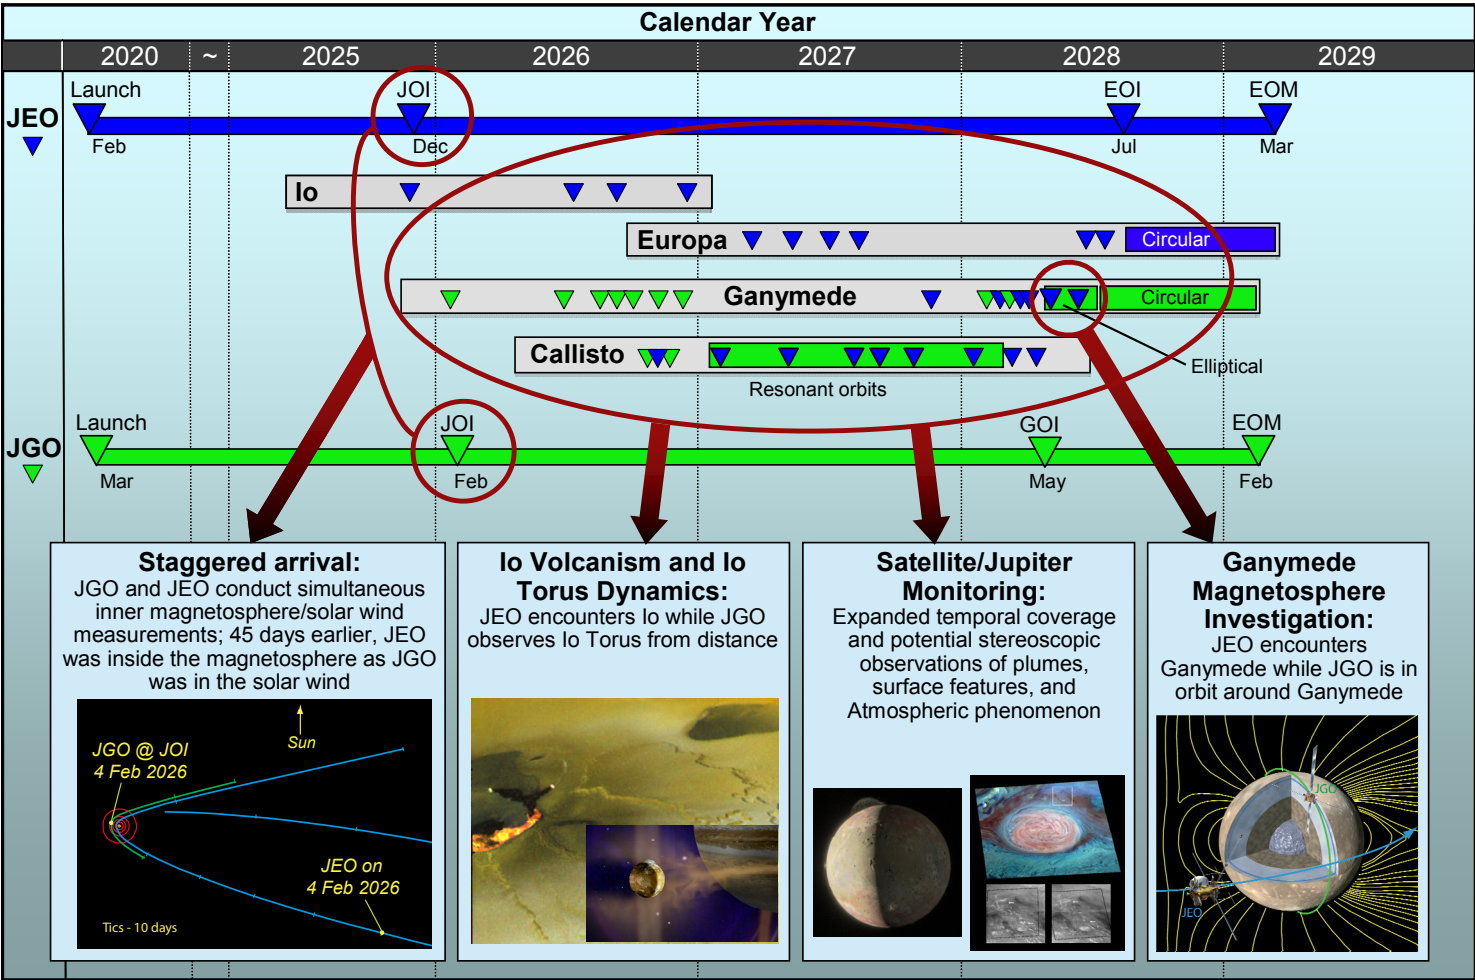 Calendar Year
2020 ~ 2025 2026 2027 2028 2029
Launch JOI EOI EOM
JEO
Feb Dec Jul Mar
Io
Europa Circular
Ganymede Circular
Callisto
Elliptical
Resonant orbits
Launch JOI GOI EOM
JGO
Mar Feb May Feb
Staggered arrival:
JGO and JEO conduct simultaneous
inner magnetosphere/solar wind
measurements; 45 days earlier, JEO
was inside the magnetosphere as JGO
was in the solar wind
Sun
JGO @ JOI
4 Feb 2026
JEO on
4 Feb 2026
Tics - 10 days
Io Volcanism and Io
Torus Dynamics:
JEO encounters Io while JGO
observes Io Torus from distance
Satellite/Jupiter
Monitoring:
Expanded temporal coverage
and potential stereoscopic
observations of plumes,
surface features, and
Atmospheric phenomenon
Ganymede
Magnetosphere
Investigation:
JEO encounters
Ganymede while JGO is in
orbit around Ganymede
JGO
JEO